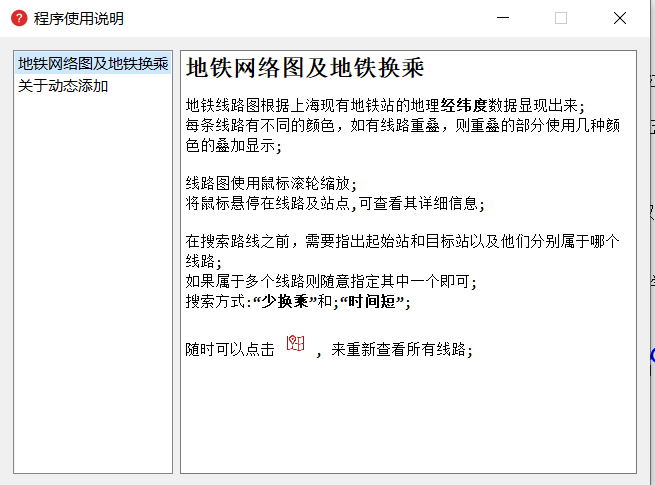 程序使用说明
地铁网络图及地铁换乘
关于动态添加
地铁网络图及地铁换乘
地铁线路图根据上海现有地铁站的地理经纬度数据显现出来;
每条线路有不同的颜色，如有线路重叠，则重叠的部分使用几种颜
色的叠加显示;
线路图使用鼠标滚轮缩放;
将鼠标悬停在线路及站点,可查看其详细信息;
在搜索路线之前，需要指出起始站和目标站以及他们分别属于哪个
线路;
如果属于多个线路则随意指定其中一个即可;
搜索方式:“少换乘”和;“时间短”;
随时可以点击 ，来重新查看所有线路;